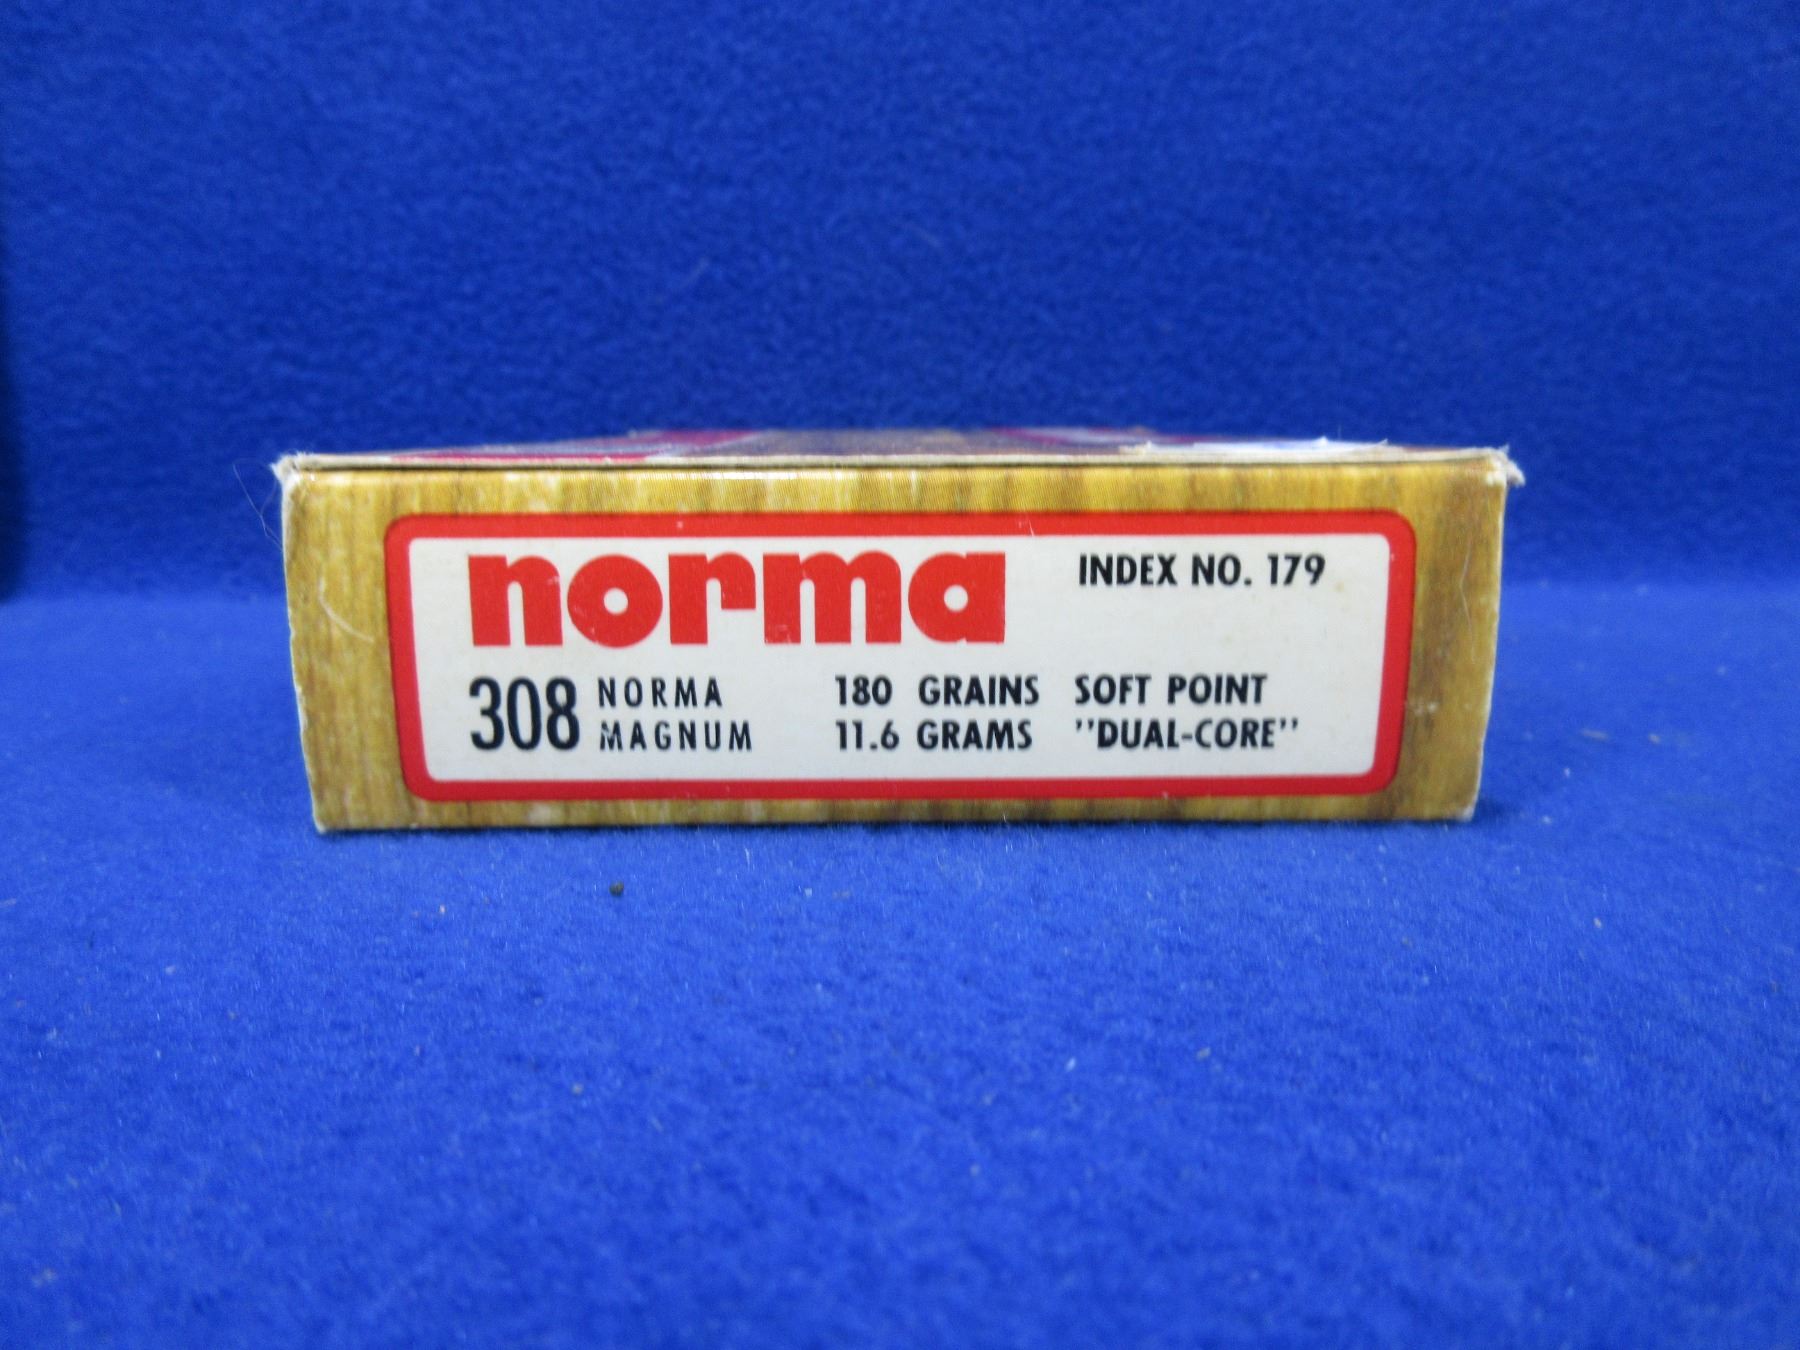 norma
INDEX NO. 179
308 NORMA MAGNUM
180 GRAINS SOFT POINT
11.6 GRAMS "DUAL-CORE"